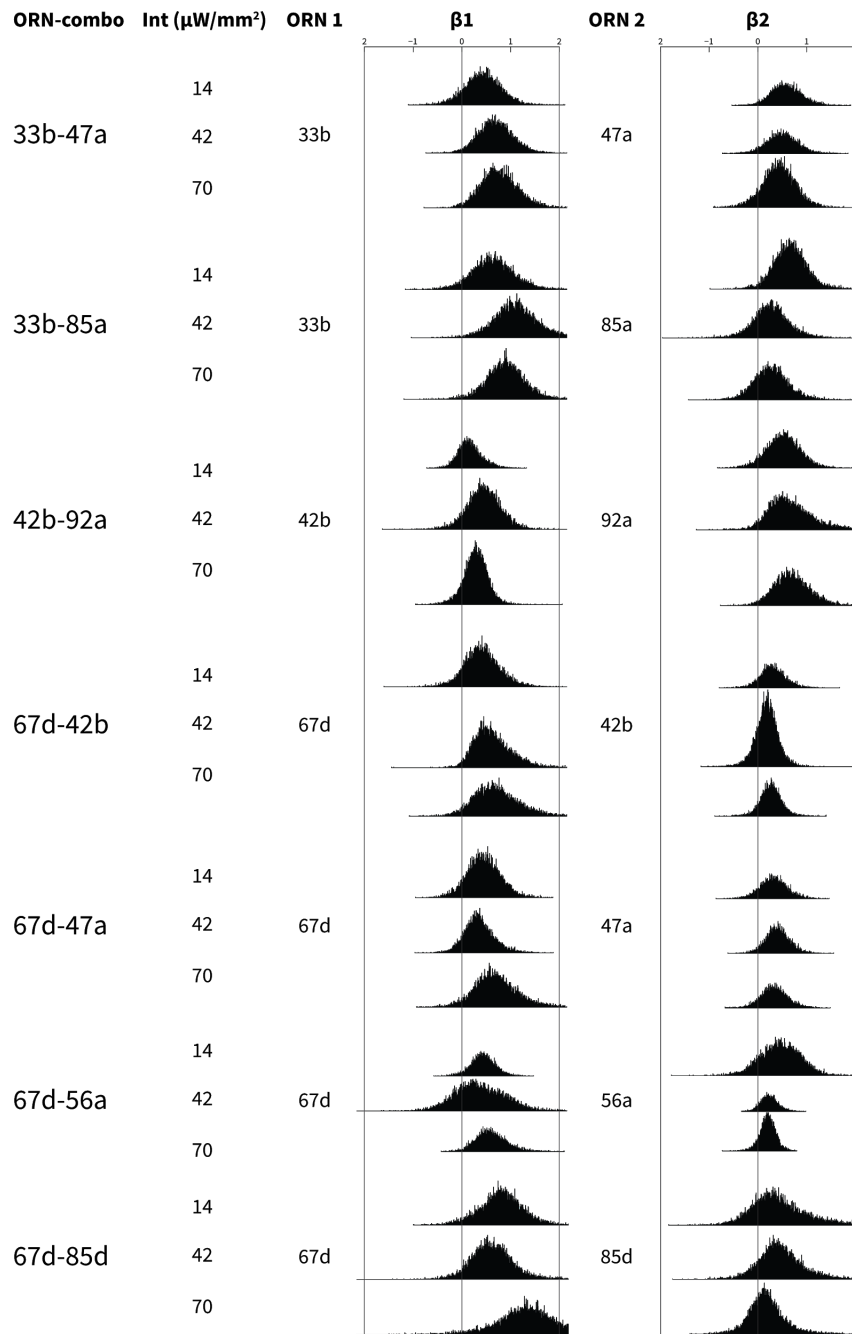 ORN-combo Int (µW/mm²) ORN 1 β1 ORN 2 β2
2 −1 0 1 2 2 −1 0 1
14
33b-47a 42 33b 47a
70
14
33b-85a 42 33b 85a
70
14
42b-92a 42 42b 92a
70
14
67d-42b 42 67d 42b
70
14
67d-47a 42 67d 47a
70
14
67d-56a 42 67d 56a
70
14
67d-85d 42 67d 85d
70